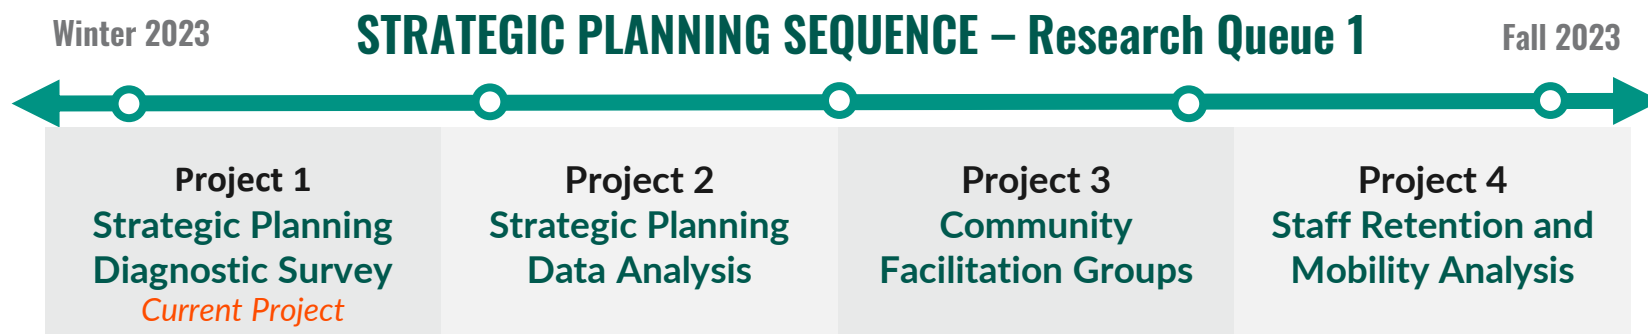 Winter 2023
STRATEGIC PLANNING SEQUENCE – Research Queue 1
Fall 2023
Project 1
Strategic Planning
Diagnostic Survey
Current Project
Project 2
Strategic Planning
Data Analysis
Project 3
Community
Facilitation Groups
Project 4
Staff Retention and
Mobility Analysis